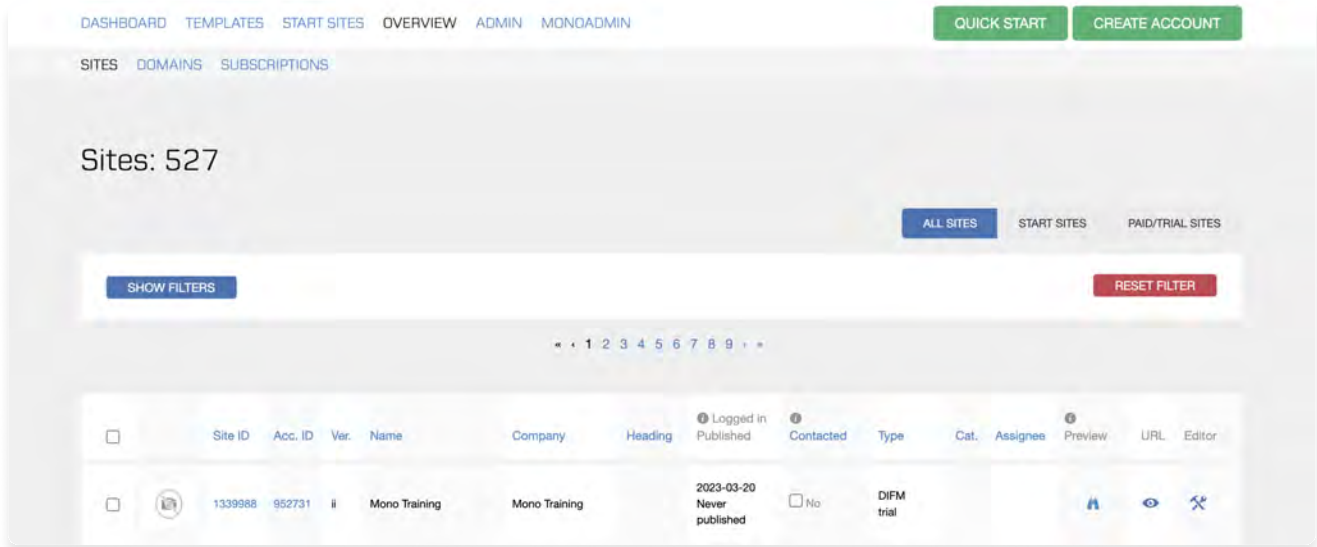 DASHBOARD TEMPLATES START SITES OVERVIEW ADMIN MONOADMIN QUICK START CREATE ACCOUNT
SITES DOMAINS SUBSCRIPTIONS
Sites: 527
ALL SITES START SITES PAID/TRIAL SITES
SHOW FILTERS RESET FILTER
« ‹ 1 2 3 4 5 6 7 8 9 › »
Logged in
Site ID Acc. ID Ver. Name Company Heading Published Contacted Type Cat. Assignee Preview URL Editor
2023-03-20
1339988 952731 ii Mono Training Mono Training Never No DIFM
published trial